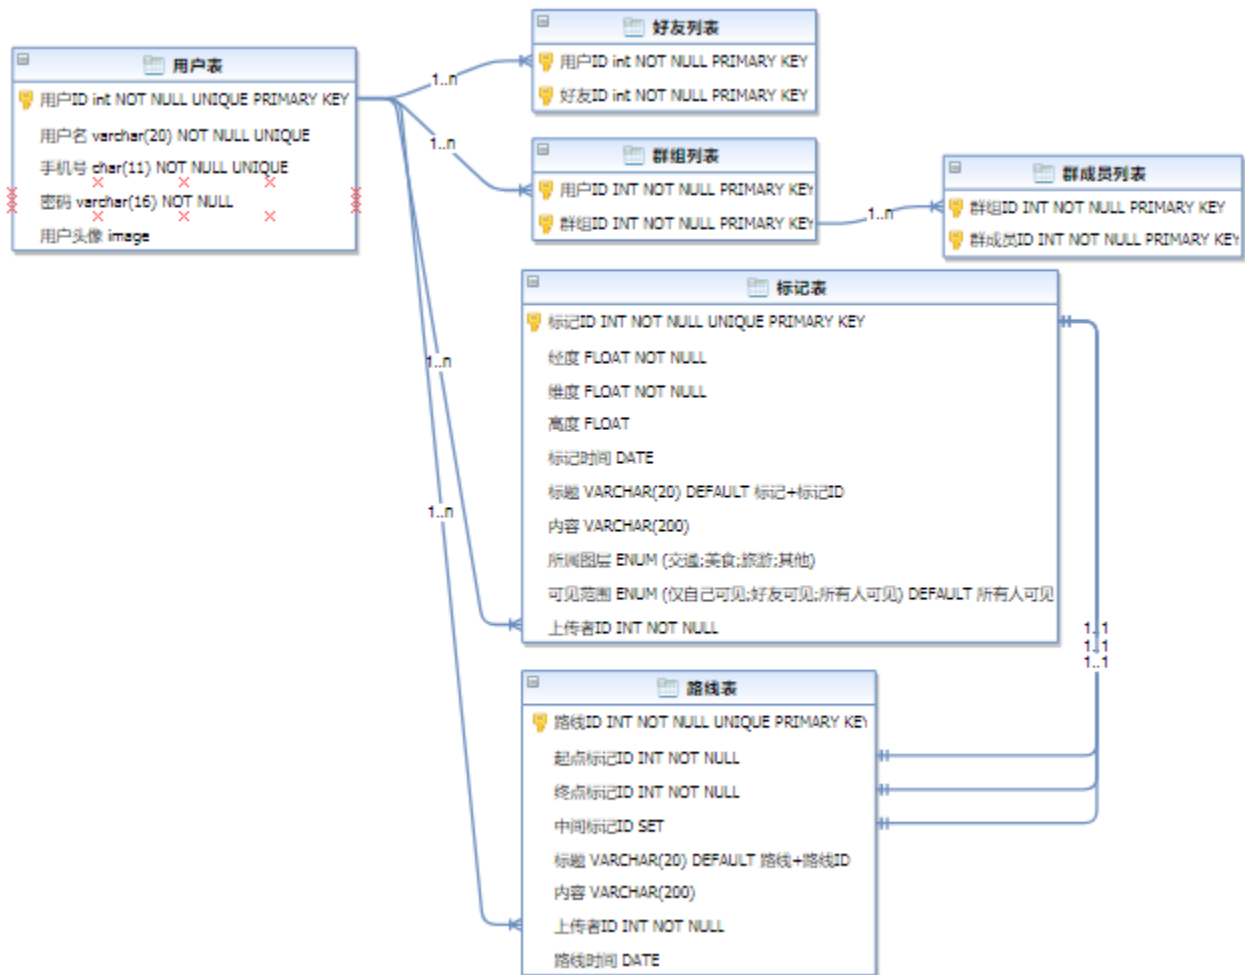 用户表
用户ID int NOT NULL UNIQUE PRIMARY KEY
用户名 varchar(20) NOT NULL UNIQUE
手机号 char(11) NOT NULL UNIQUE
密码 varchar(16) NOT NULL
用户头像 image
1..n
1..n
1..n
1..n
好友列表
用户ID int NOT NULL PRIMARY KEY
好友ID int NOT NULL PRIMARY KEY
群组列表
用户ID INT NOT NULL PRIMARY KEY
群组ID INT NOT NULL PRIMARY KEY
1..n
群成员列表
群组ID INT NOT NULL PRIMARY KEY
群成员ID INT NOT NULL PRIMARY KEY
标记表
标记ID INT NOT NULL UNIQUE PRIMARY KEY
经度 FLOAT NOT NULL
维度 FLOAT NOT NULL
高度 FLOAT
标记时间 DATE
标题 VARCHAR(20) DEFAULT 标记+标记ID
内容 VARCHAR(200)
所属图层 ENUM (交通;美食;旅游;其他)
可见范围 ENUM (仅自己可见;好友可见;所有人可见) DEFAULT 所有人可见
上传者ID INT NOT NULL
1..1
1..1
1..1
路线表
路线ID INT NOT NULL UNIQUE PRIMARY KEY
起点标记ID INT NOT NULL
终点标记ID INT NOT NULL
中间标记ID SET
标题 VARCHAR(20) DEFAULT 路线+路线ID
内容 VARCHAR(200)
上传者ID INT NOT NULL
路线时间 DATE